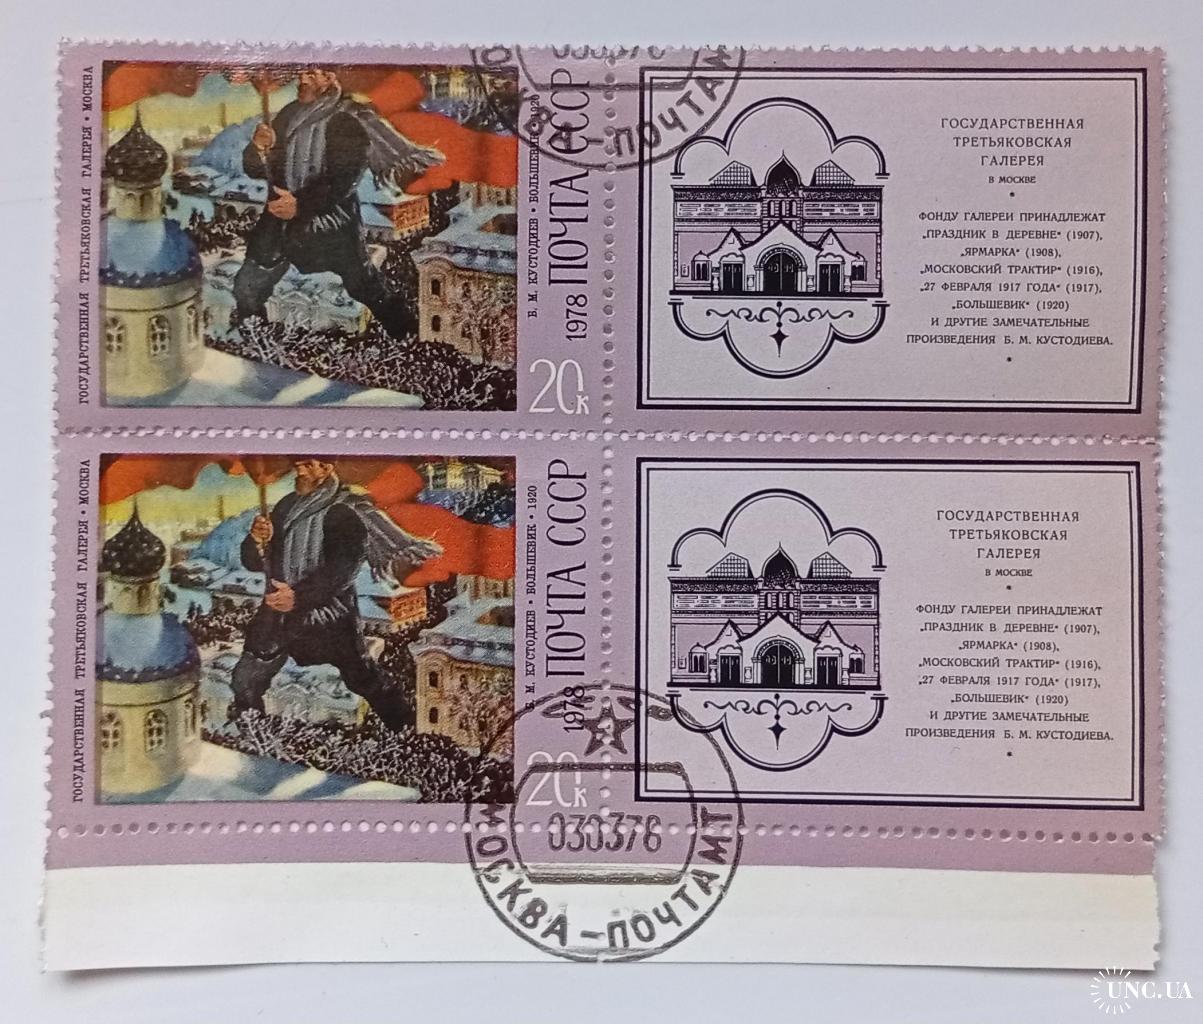 ГОСУДАРСТВЕННАЯ ТРЕТЬЯКОВСКАЯ ГАЛЕРЕЯ • МОСКВА
Б. М. КУСТОДИЕВ • БОЛЬШЕВИК • 1920
1978 ПОЧТА СССР
20к
030378
МОСКВА-ПОЧТАМТ
ГОСУДАРСТВЕННАЯ
ТРЕТЬЯКОВСКАЯ
ГАЛЕРЕЯ
В МОСКВЕ
*
ФОНДУ ГАЛЕРЕИ ПРИНАДЛЕЖАТ
„ПРАЗДНИК В ДЕРЕВНЕ“ (1907),
„ЯРМАРКА“ (1908),
„МОСКОВСКИЙ ТРАКТИР“ (1916),
„27 ФЕВРАЛЯ 1917 ГОДА“ (1917),
„БОЛЬШЕВИК“ (1920)
И ДРУГИЕ ЗАМЕЧАТЕЛЬНЫЕ
ПРОИЗВЕДЕНИЯ Б. М. КУСТОДИЕВА.
*
ГОСУДАРСТВЕННАЯ ТРЕТЬЯКОВСКАЯ ГАЛЕРЕЯ • МОСКВА
Б. М. КУСТОДИЕВ • БОЛЬШЕВИК • 1920
1978 ПОЧТА СССР
20к
ГОСУДАРСТВЕННАЯ
ТРЕТЬЯКОВСКАЯ
ГАЛЕРЕЯ
В МОСКВЕ
*
ФОНДУ ГАЛЕРЕИ ПРИНАДЛЕЖАТ
„ПРАЗДНИК В ДЕРЕВНЕ“ (1907),
„ЯРМАРКА“ (1908),
„МОСКОВСКИЙ ТРАКТИР“ (1916),
„27 ФЕВРАЛЯ 1917 ГОДА“ (1917),
„БОЛЬШЕВИК“ (1920)
И ДРУГИЕ ЗАМЕЧАТЕЛЬНЫЕ
ПРОИЗВЕДЕНИЯ Б. М. КУСТОДИЕВА.
*
030378
МОСКВА-ПОЧТАМТ
UNC.UA